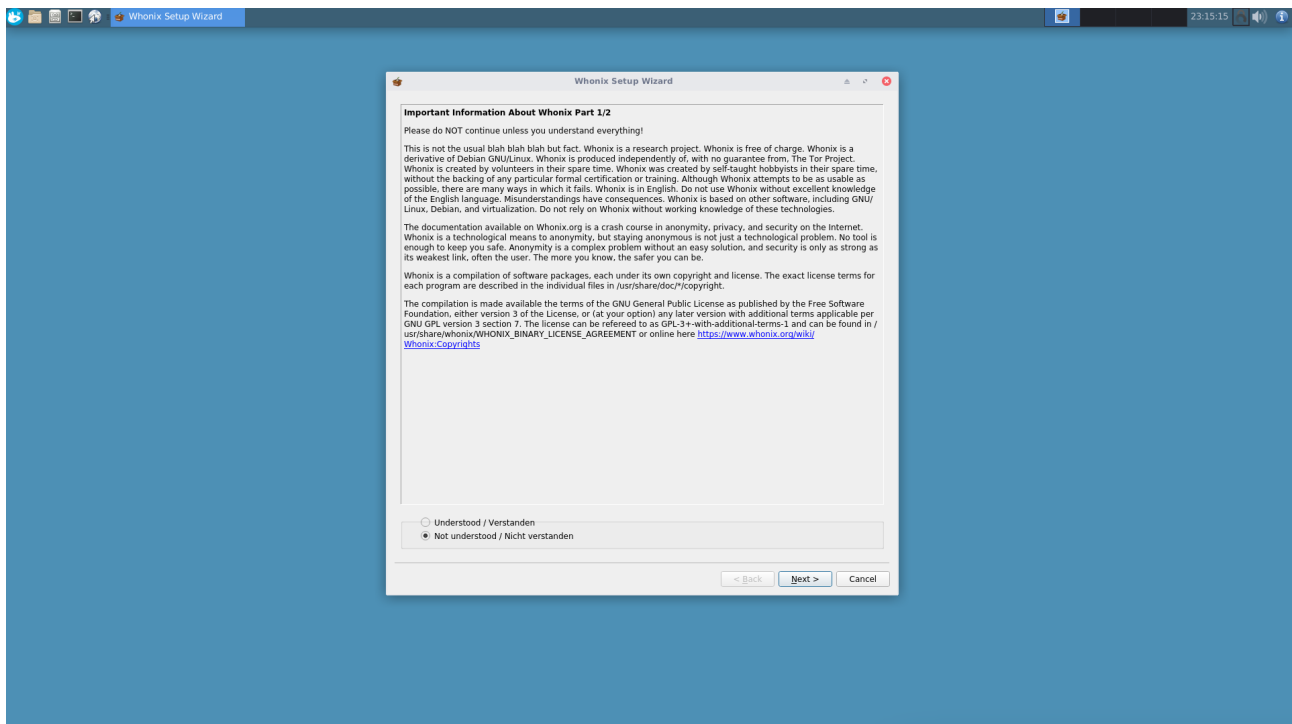 Whonix Setup Wizard
23:15:15
Whonix Setup Wizard
Important Information About Whonix Part 1/2
Please do NOT continue unless you understand everything!
This is not the usual blah blah blah but fact. Whonix is a research project. Whonix is free of charge. Whonix is a
derivative of Debian GNU/Linux. Whonix is produced independently of, with no guarantee from, The Tor Project.
Whonix is created by volunteers in their spare time. Whonix was created by self-taught hobbyists in their spare time,
without the backing of any particular formal certification or training. Although Whonix attempts to be as usable as
possible, there are many ways in which it fails. Whonix is in English. Do not use Whonix without excellent knowledge
of the English language. Misunderstandings have consequences. Whonix is based on other software, including GNU/
Linux, Debian, and virtualization. Do not rely on Whonix without working knowledge of these technologies.
The documentation available on Whonix.org is a crash course in anonymity, privacy, and security on the Internet.
Whonix is a technological means to anonymity, but staying anonymous is not just a technological problem. No tool is
enough to keep you safe. Anonymity is a complex problem without an easy solution, and security is only as strong as
its weakest link, often the user. The more you know, the safer you can be.
Whonix is a compilation of software packages, each under its own copyright and license. The exact license terms for
each program are described in the individual files in /usr/share/doc/*/copyright.
The compilation is made available the terms of the GNU General Public License as published by the Free Software
Foundation, either version 3 of the License, or (at your option) any later version with additional terms applicable per
GNU GPL version 3 section 7. The license can be refereed to as GPL-3+-with-additional-terms-1 and can be found in /
usr/share/whonix/WHONIX_BINARY_LICENSE_AGREEMENT or online here https://www.whonix.org/wiki/
Whonix:Copyrights
Understood / Verstanden
Not understood / Nicht verstanden
< Back Next > Cancel